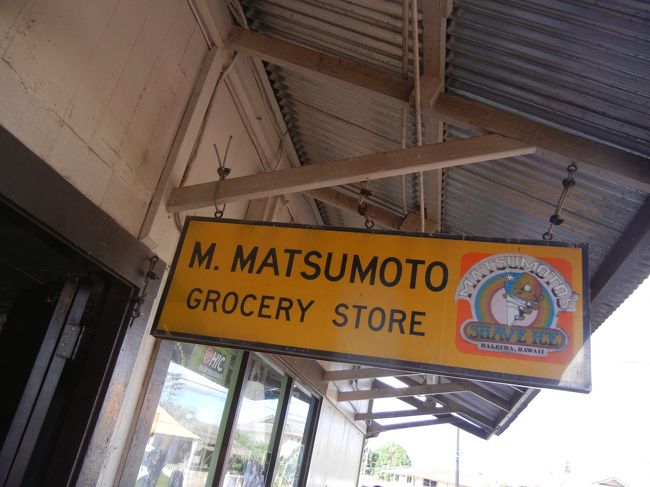 M. MATSUMOTO
GROCERY STORE
MATSUMOTO'S
SHAVE ICE
HALEIWA, HAWAII
HIC